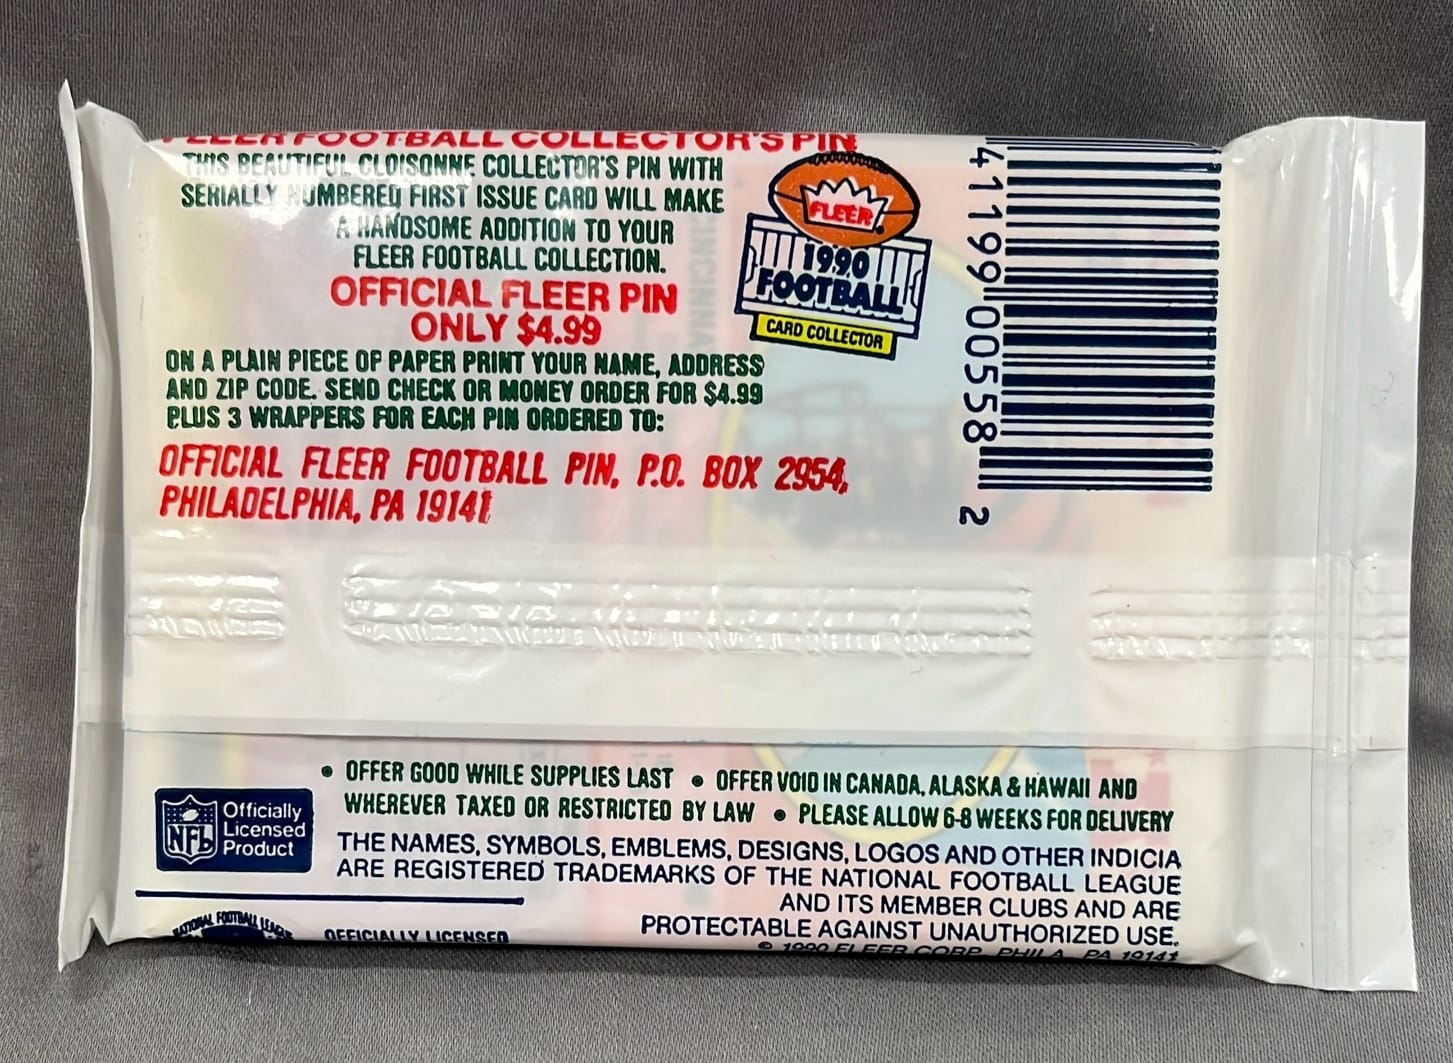 FLEER FOOTBALL COLLECTOR'S PIN
THIS BEAUTIFUL CLOISONNE COLLECTOR'S PIN WITH
SERIALLY NUMBERED FIRST ISSUE CARD WILL MAKE
A HANDSOME ADDITION TO YOUR
FLEER FOOTBALL COLLECTION.
OFFICIAL FLEER PIN
ONLY $4.99
ON A PLAIN PIECE OF PAPER PRINT YOUR NAME, ADDRESS
AND ZIP CODE. SEND CHECK OR MONEY ORDER FOR $4.99
PLUS 3 WRAPPERS FOR EACH PIN ORDERED TO:
OFFICIAL FLEER FOOTBALL PIN, P.O. BOX 2954,
PHILADELPHIA, PA 19141
FLEER
1990
FOOTBALL
CARD COLLECTOR
41199 00558 2
• OFFER GOOD WHILE SUPPLIES LAST • OFFER VOID IN CANADA, ALASKA & HAWAII AND
WHEREVER TAXED OR RESTRICTED BY LAW • PLEASE ALLOW 6-8 WEEKS FOR DELIVERY
NFL
Officially
Licensed
Product
THE NAMES, SYMBOLS, EMBLEMS, DESIGNS, LOGOS AND OTHER INDICIA
ARE REGISTERED TRADEMARKS OF THE NATIONAL FOOTBALL LEAGUE
AND ITS MEMBER CLUBS AND ARE
PROTECTABLE AGAINST UNAUTHORIZED USE.
© 1990 FLEER CORP. PHILA. PA 19141
NATIONAL FOOTBALL LEAGUE
OFFICIALLY LICENSED